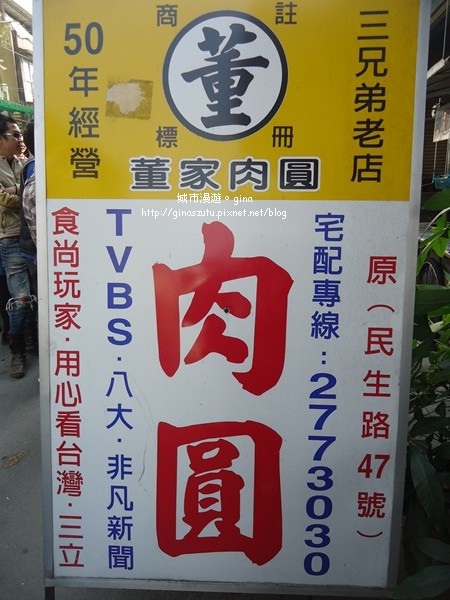 註冊商標
董
三兄弟老店
50年經營
董家肉圓
城市漫遊。gina
http://ginaszutu.pixnet.net/blog
原(民生路47號)
宅配專線:2773030
肉圓
TVBS·八大·非凡新聞
食尚玩家·用心看台灣·三立